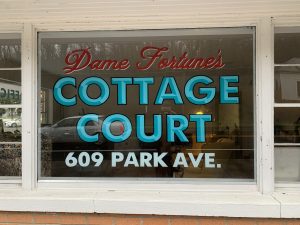 Dame Fortune's
COTTAGE
COURT
609 PARK AVE.